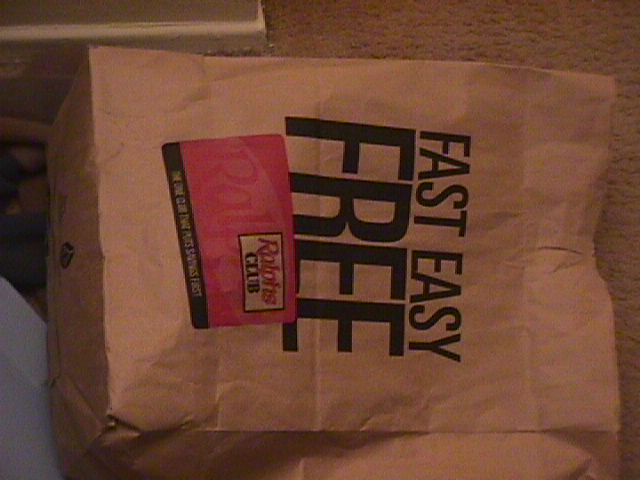 FAST EASY
FREE
Ralphs
CLUB
THE ONE CLUB THAT PUTS SAVINGS FIRST